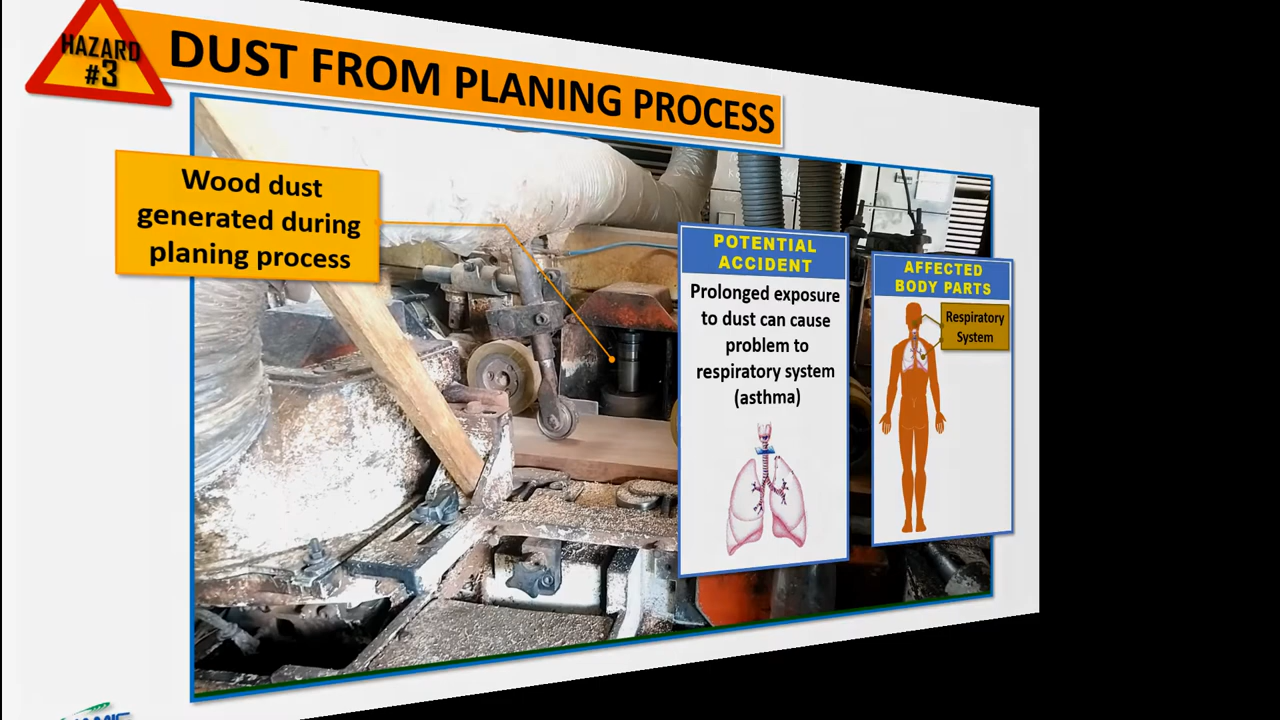 HAZARD
#3
DUST FROM PLANING PROCESS
Wood dust
generated during
planing process
POTENTIAL
ACCIDENT
Prolonged exposure
to dust can cause
problem to
respiratory system
(asthma)
AFFECTED
BODY PARTS
Respiratory
System